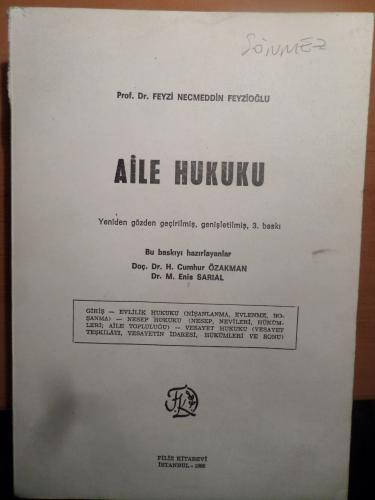 SÖNMEZ
Prof. Dr. FEYZİ NECMEDDİN FEYZİOĞLU
AİLE HUKUKU
Yeniden gözden geçirilmiş, genişletilmiş, 3. baskı
Bu baskıyı hazırlayanlar
Doç. Dr. H. Cumhur ÖZAKMAN
Dr. M. Enis SARIAL
GİRİŞ — EVLİLİK HUKUKU (NİŞANLANMA, EVLENME, BO-
ŞANMA) — NESEP HUKUKU (NESEP, NEVİLERİ, HÜKÜM-
LERİ; AİLE TOPLULUĞU) — VESAYET HUKUKU (VESAYET
TEŞKİLÂTI, VESAYETİN İDARESİ, HÜKÜMLERİ VE SONU)
FİLİZ KİTABEVİ
İSTANBUL -